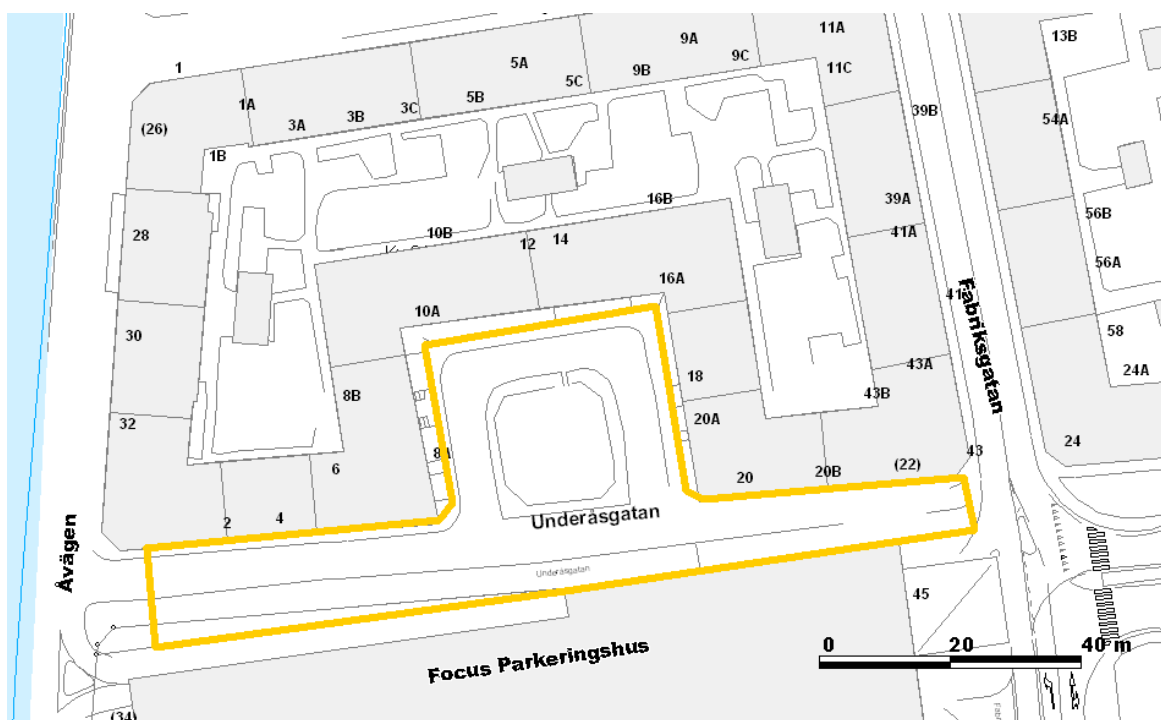 1
5A
9A
11A
13B
1A
3A
3B
3C
5B
5C
9B
9C
11C
39B
54A
(26)
1B
28
10B
16B
39A
41A
56B
56A
12
14
30
10A
16A
41
Fabriksgatan
58
24A
8B
18
43A
43B
32
20A
6
8A
20
20B
(22)
43
24
2
4
Underåsgatan
Underåsgatan
Åvägen
45
Focus Parkeringshus
0
20
40 m
(34)